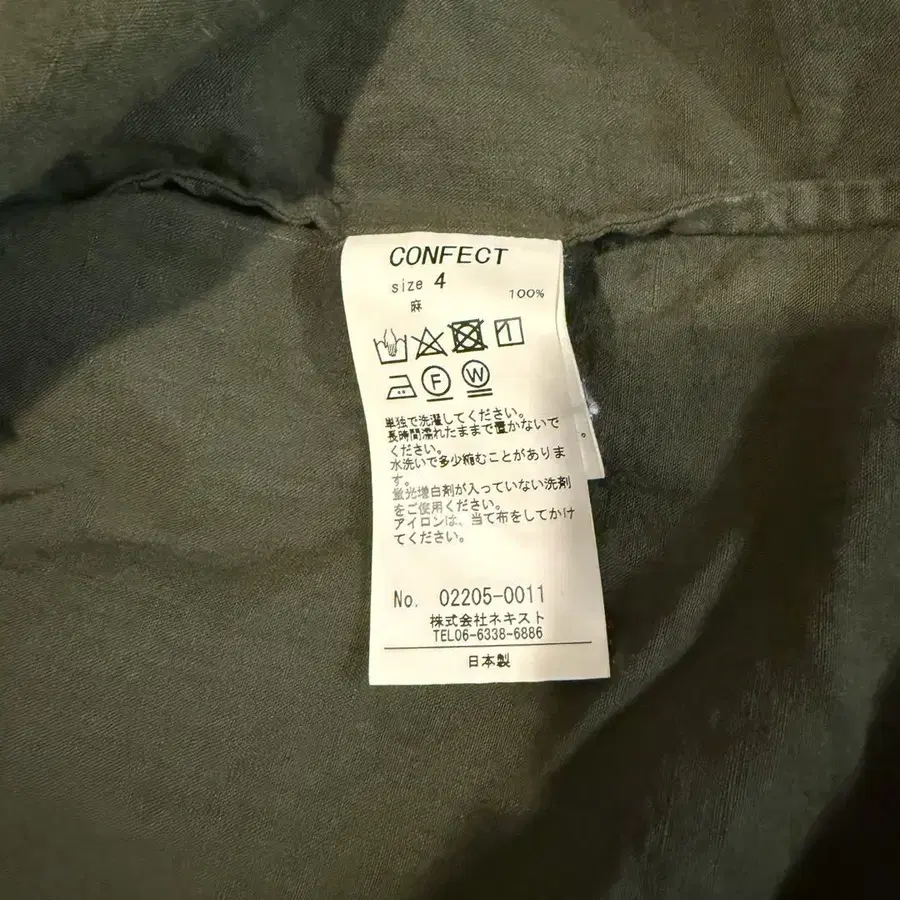 CONFECT
size 4
麻 100%
F W
単独で洗濯してください。
長時間濡れたままで置かないで
ください。
水洗いで多少縮むことがありま
す。
蛍光増白剤が入っていない洗剤
をご使用ください。
アイロンは、当て布をしてかけ
てください。
No. 02205-0011
株式会社ネキスト
TEL06-6338-6886
日本製